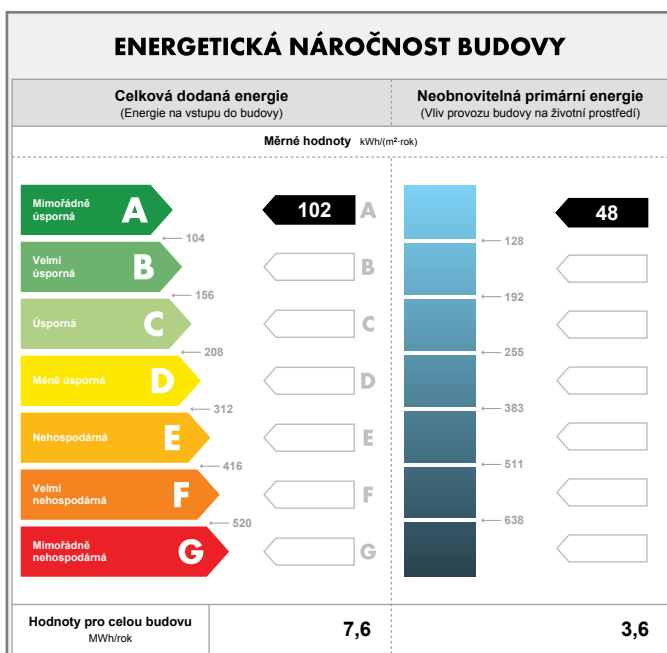 ENERGETICKÁ NÁROČNOST BUDOVY
Celková dodaná energie
(Energie na vstupu do budovy)
Neobnovitelná primární energie
(Vliv provozu budovy na životní prostředí)
Měrné hodnoty kWh/(m²·rok)
Mimořádně
úsporná
A
102
A
48
104
128
Velmi
úsporná
B
B
156
192
Úsporná
C
C
208
255
Méně úsporná
D
D
312
383
Nehospodárná
E
E
416
511
Velmi
nehospodárná
F
F
520
638
Mimořádně
nehospodárná
G
G
Hodnoty pro celou budovu
MWh/rok
7,6
3,6